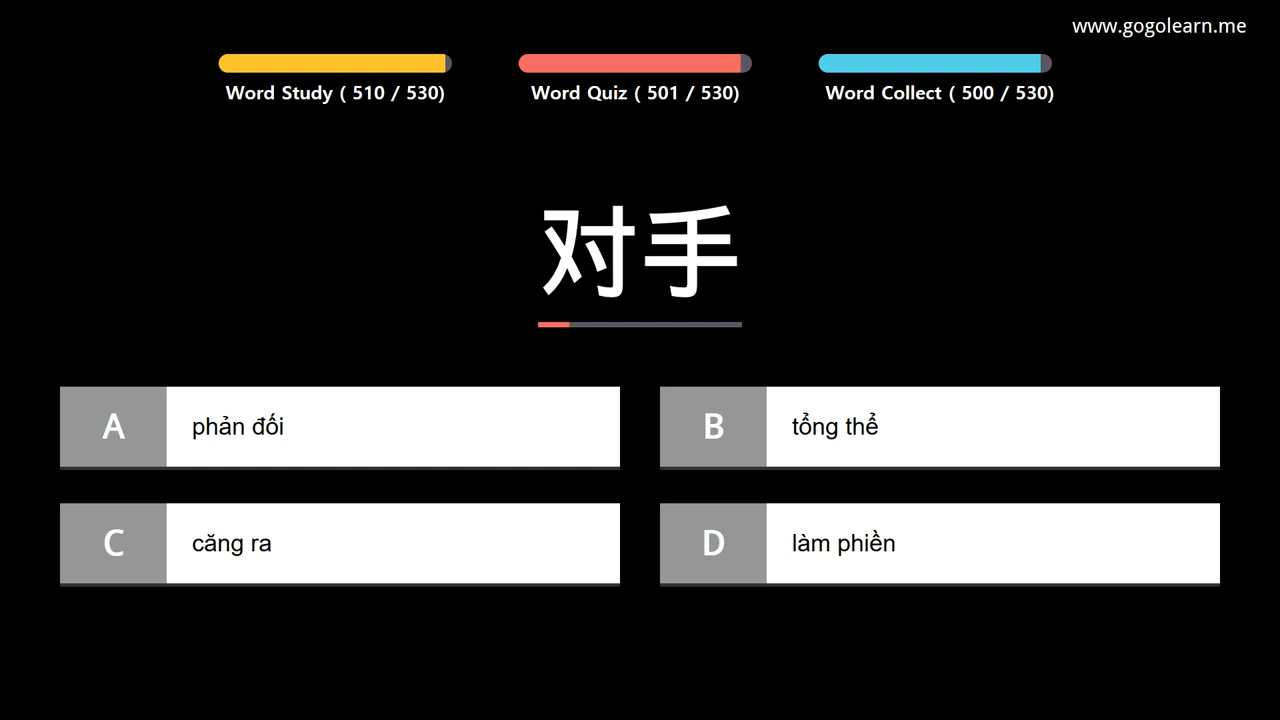 www.gogolearn.me
Word Study ( 510 / 530)
Word Quiz ( 501 / 530)
Word Collect ( 500 / 530)
对手
A phản đối
B tổng thể
C căng ra
D làm phiền